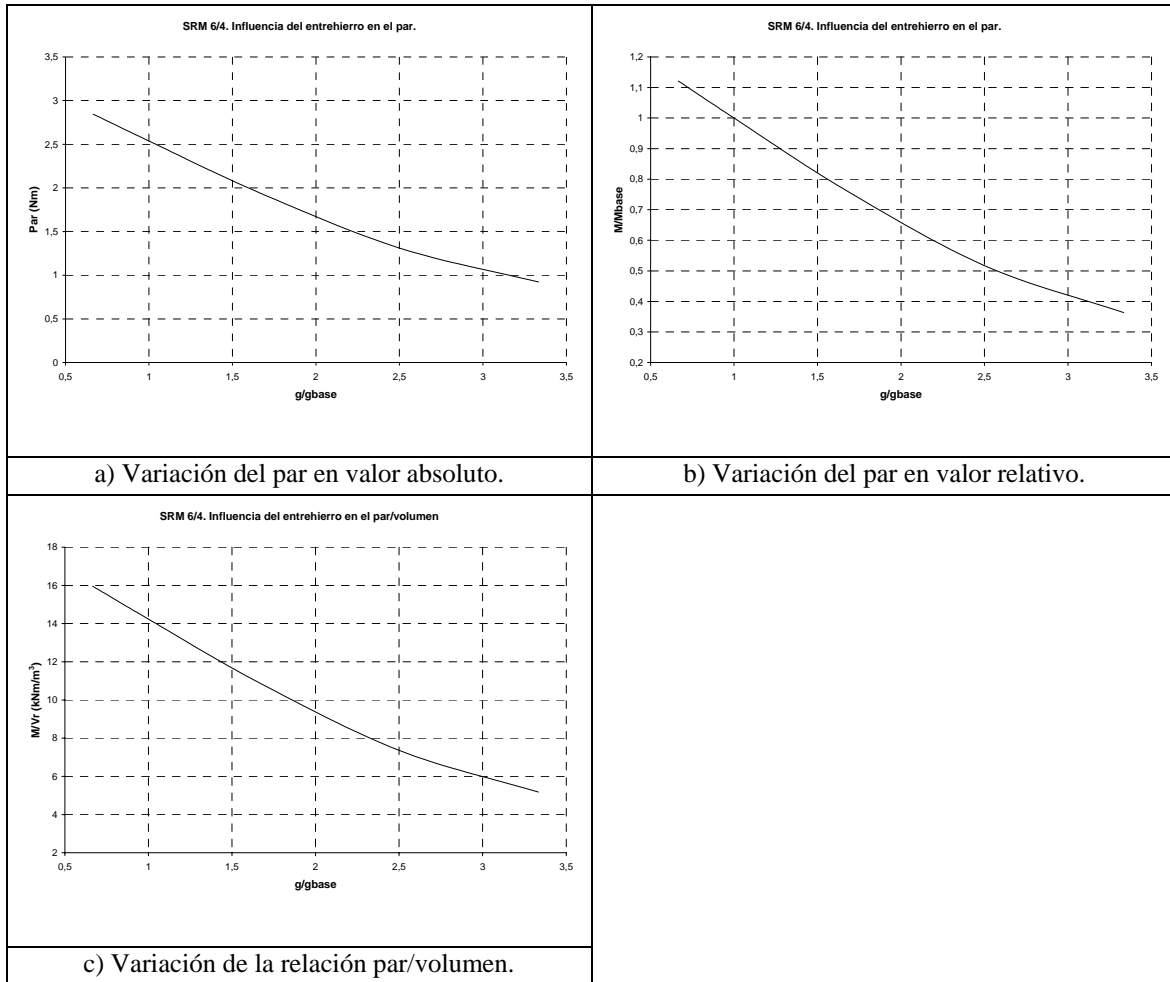 SRM 6/4. Influencia del entrehierro en el par.
3,5
3
2,5
2
1,5
1
0,5
0
Par (Nm)
0,5 1 1,5 2 2,5 3 3,5
g/gbase
a) Variación del par en valor absoluto.
SRM 6/4. Influencia del entrehierro en el par.
1,2
1,1
1
0,9
0,8
0,7
0,6
0,5
0,4
0,3
0,2
M/Mbase
0,5 1 1,5 2 2,5 3 3,5
g/gbase
b) Variación del par en valor relativo.
SRM 6/4. Influencia del entrehierro en el par/volumen
18
16
14
12
10
8
6
4
2
M/Vr (kNm/m³)
0,5 1 1,5 2 2,5 3 3,5
g/gbase
c) Variación de la relación par/volumen.